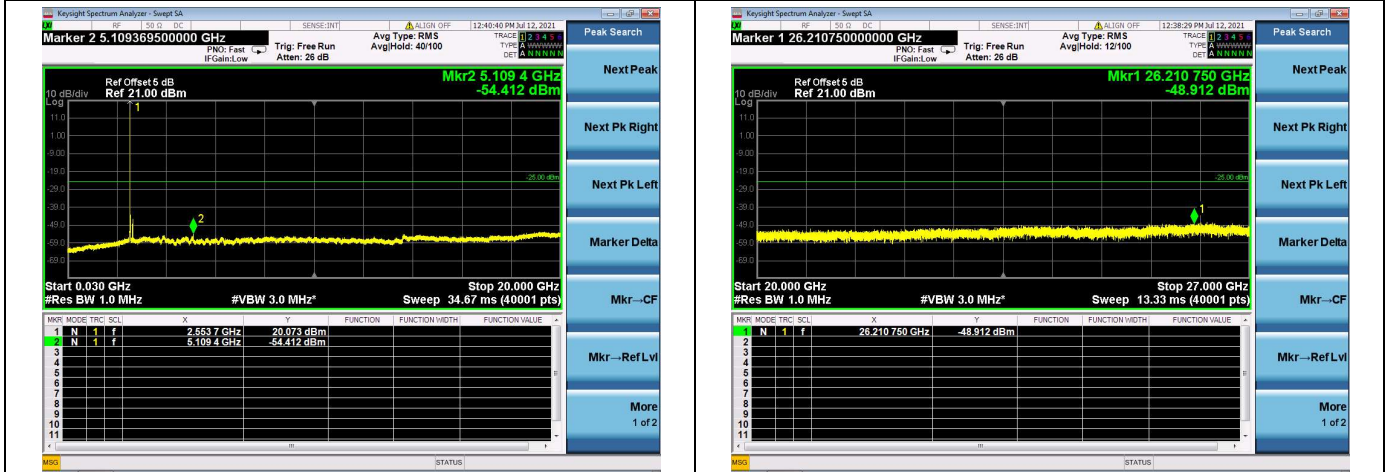 Keysight Spectrum Analyzer - Swept SA
RF 50 Ω DC SENSE:INT ALIGN OFF 12:40:40 PM Jul 12, 2021
Marker 2 5.109369500000 GHz
Avg Type: RMS
TRACE 1 2 3 4 5 6
PNO: Fast Trig: Free Run Avg|Hold: 40/100
TYPE A WWWWW
IFGain:Low Atten: 26 dB
DET A N N N N N
Ref Offset 5 dB
Mkr2 5.109 4 GHz
10 dB/div Ref 21.00 dBm
-54.412 dBm
Log
1
11.0
1.00
-9.00
-19.0
-25.00 dBm
-29.0
-39.0
-49.0
2
-59.0
-69.0
Start 0.030 GHz Stop 20.000 GHz
#Res BW 1.0 MHz #VBW 3.0 MHz* Sweep 34.67 ms (40001 pts)
MKR MODE TRC SCL X Y FUNCTION FUNCTION WIDTH FUNCTION VALUE
1 N 1 f 2.553 7 GHz 20.073 dBm
2 N 1 f 5.109 4 GHz -54.412 dBm
3
4
5
6
7
8
9
10
11
MSG STATUS
Peak Search
Next Peak
Next Pk Right
Next Pk Left
Marker Delta
Mkr→CF
Mkr→Ref Lvl
More
1 of 2
Keysight Spectrum Analyzer - Swept SA
RF 50 Ω DC SENSE:INT ALIGN OFF 12:38:29 PM Jul 12, 2021
Marker 1 26.210750000000 GHz
Avg Type: RMS
TRACE 1 2 3 4 5 6
PNO: Fast Trig: Free Run Avg|Hold: 12/100
TYPE A WWWWW
IFGain:Low Atten: 26 dB
DET A N N N N N
Ref Offset 5 dB
Mkr1 26.210 750 GHz
10 dB/div Ref 21.00 dBm
-48.912 dBm
Log
11.0
1.00
-9.00
-19.0
-25.00 dBm
-29.0
-39.0
1
-49.0
-59.0
-69.0
Start 20.000 GHz Stop 27.000 GHz
#Res BW 1.0 MHz #VBW 3.0 MHz* Sweep 13.33 ms (40001 pts)
MKR MODE TRC SCL X Y FUNCTION FUNCTION WIDTH FUNCTION VALUE
1 N 1 f 26.210 750 GHz -48.912 dBm
2
3
4
5
6
7
8
9
10
11
MSG STATUS
Peak Search
Next Peak
Next Pk Right
Next Pk Left
Marker Delta
Mkr→CF
Mkr→Ref Lvl
More
1 of 2